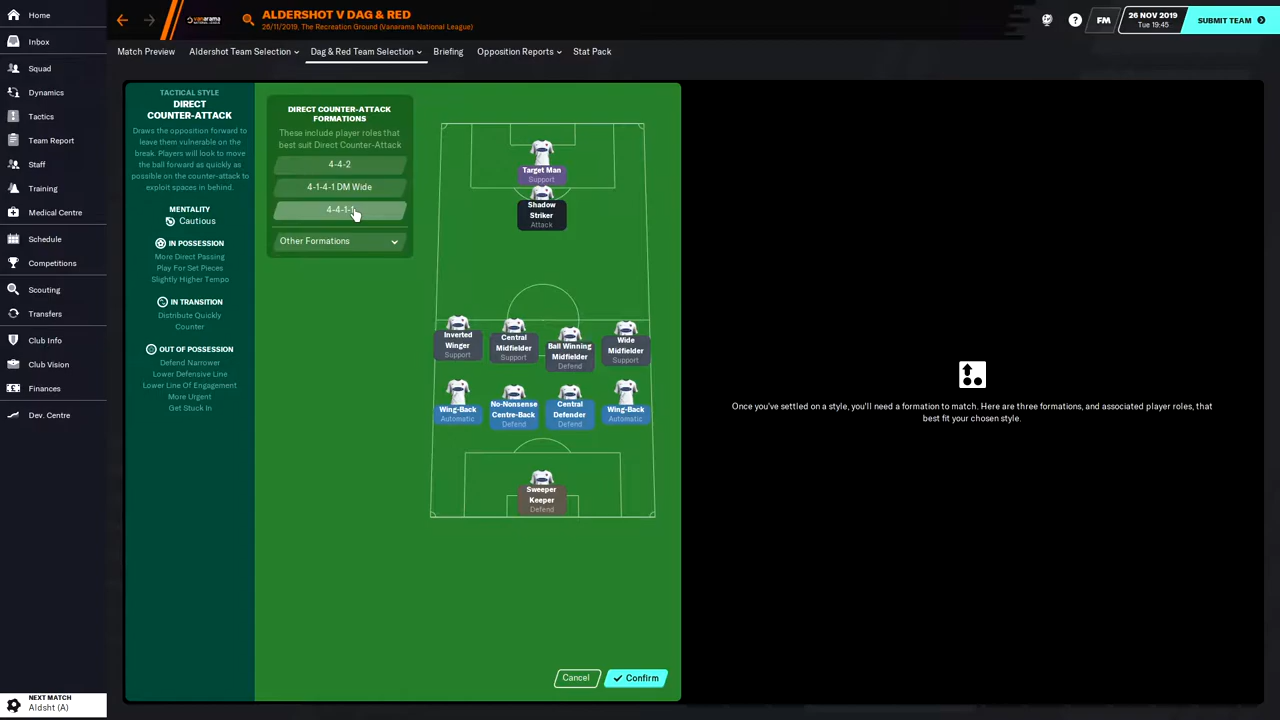 Home
Inbox
Squad
Dynamics
Tactics
Team Report
Staff
Training
Medical Centre
Schedule
Competitions
Scouting
Transfers
Club Info
Club Vision
Finances
Dev. Centre
NEXT MATCH
Aldsht (A)
vanarama
ALDERSHOT V DAG & RED
26/11/2019, The Recreation Ground (Vanarama National League)
?
FM
26 NOV 2019
Tue 19:45
SUBMIT TEAM
Match Preview
Aldershot Team Selection
Dag & Red Team Selection
Briefing
Opposition Reports
Stat Pack
TACTICAL STYLE
DIRECT
COUNTER-ATTACK
Draws the opposition forward to
leave them vulnerable on the
break. Players will look to move
the ball forward as quickly as
possible on the counter-attack to
exploit spaces in behind.
MENTALITY
Cautious
IN POSSESSION
More Direct Passing
Play For Set Pieces
Slightly Higher Tempo
IN TRANSITION
Distribute Quickly
Counter
OUT OF POSSESSION
Defend Narrower
Lower Defensive Line
Lower Line Of Engagement
More Urgent
Get Stuck In
DIRECT COUNTER-ATTACK
FORMATIONS
These include player roles that
best suit Direct Counter-Attack
4-4-2
4-1-4-1 DM Wide
4-4-1-1
Other Formations
Target Man
Support
Shadow
Striker
Attack
Inverted
Winger
Support
Central
Midfielder
Support
Ball Winning
Midfielder
Defend
Wide
Midfielder
Support
Wing-Back
Automatic
No-Nonsense
Centre-Back
Defend
Central
Defender
Defend
Wing-Back
Automatic
Sweeper
Keeper
Defend
Cancel
Confirm
Once you've settled on a style, you'll need a formation to match. Here are three formations, and associated player roles, that
best fit your chosen style.